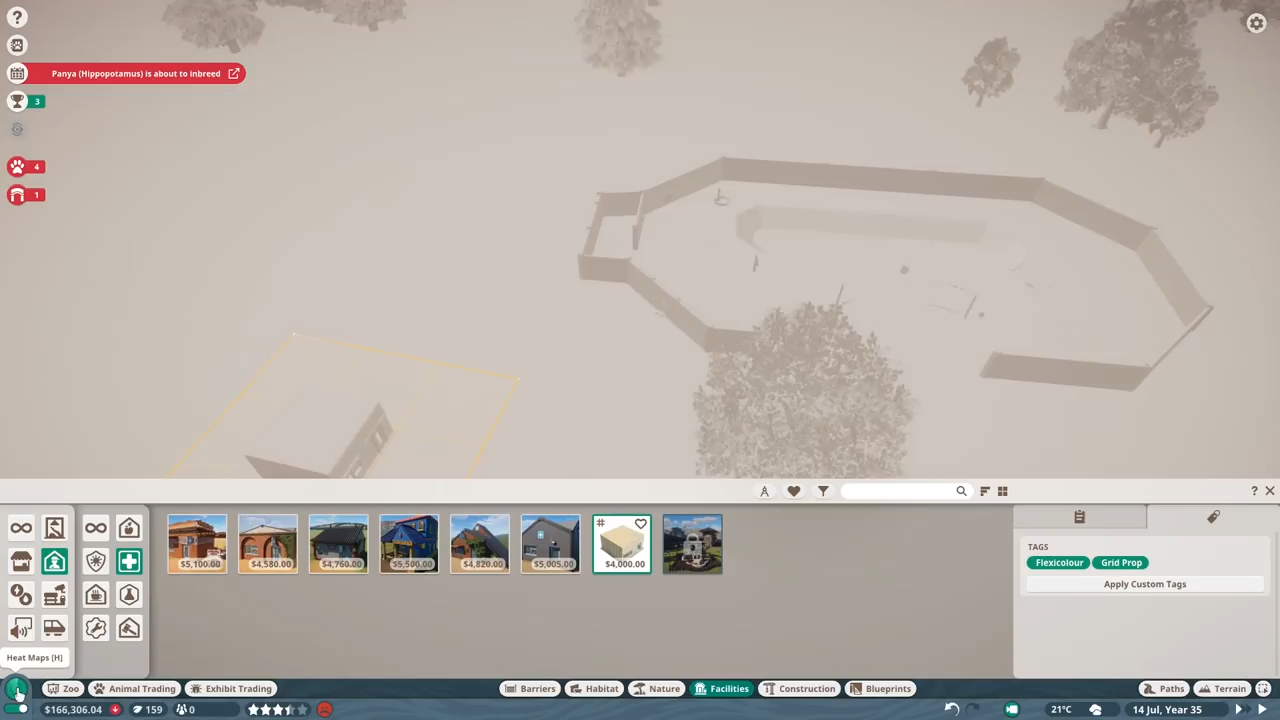 ?
Panya (Hippopotamus) is about to inbreed
3
4
1
?
$5,100.00
$4,580.00
$4,760.00
$5,500.00
$4,820.00
$5,005.00
#
$4,000.00
TAGS
Flexicolour Grid Prop
Apply Custom Tags
Heat Maps [H]
Zoo Animal Trading Exhibit Trading Barriers Habitat Nature Facilities Construction Blueprints Paths Terrain
$166,306.04 159 0 21°C 14 Jul, Year 35